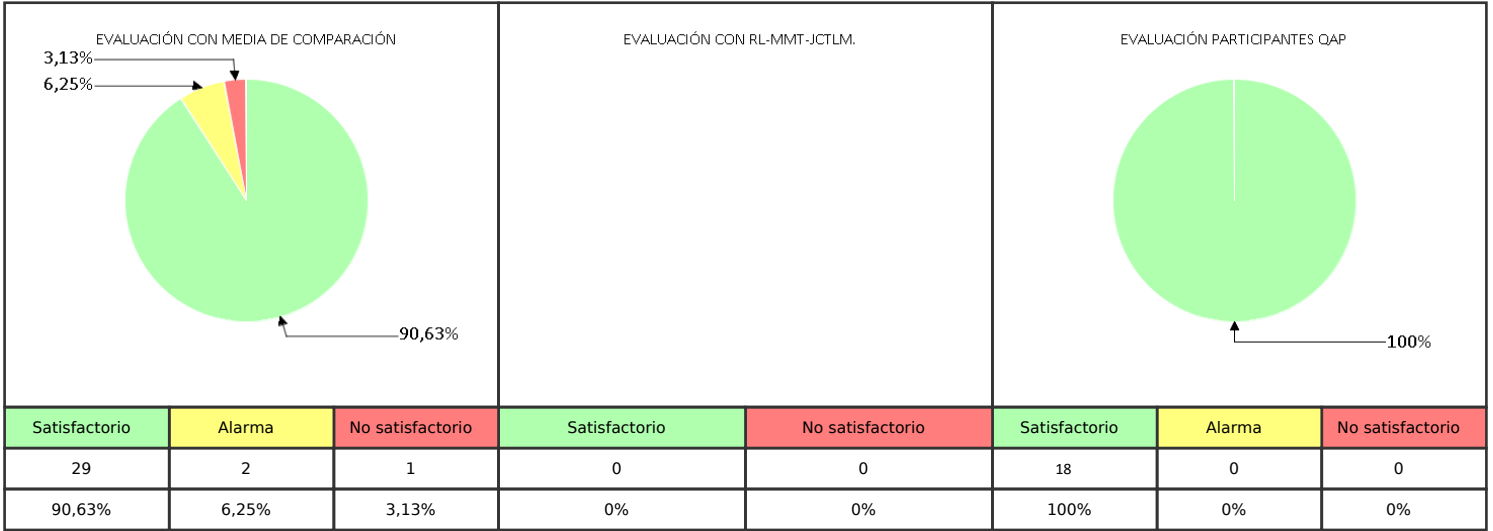 EVALUACIÓN CON MEDIA DE COMPARACIÓN
3,13%
6,25%
90,63%
EVALUACIÓN CON RL-MMT-JCTLM.
EVALUACIÓN PARTICIPANTES QAP
100%
Satisfactorio Alarma No satisfactorio Satisfactorio No satisfactorio Satisfactorio Alarma No satisfactorio
29 2 1 0 0 18 0 0
90,63% 6,25% 3,13% 0% 0% 100% 0% 0%